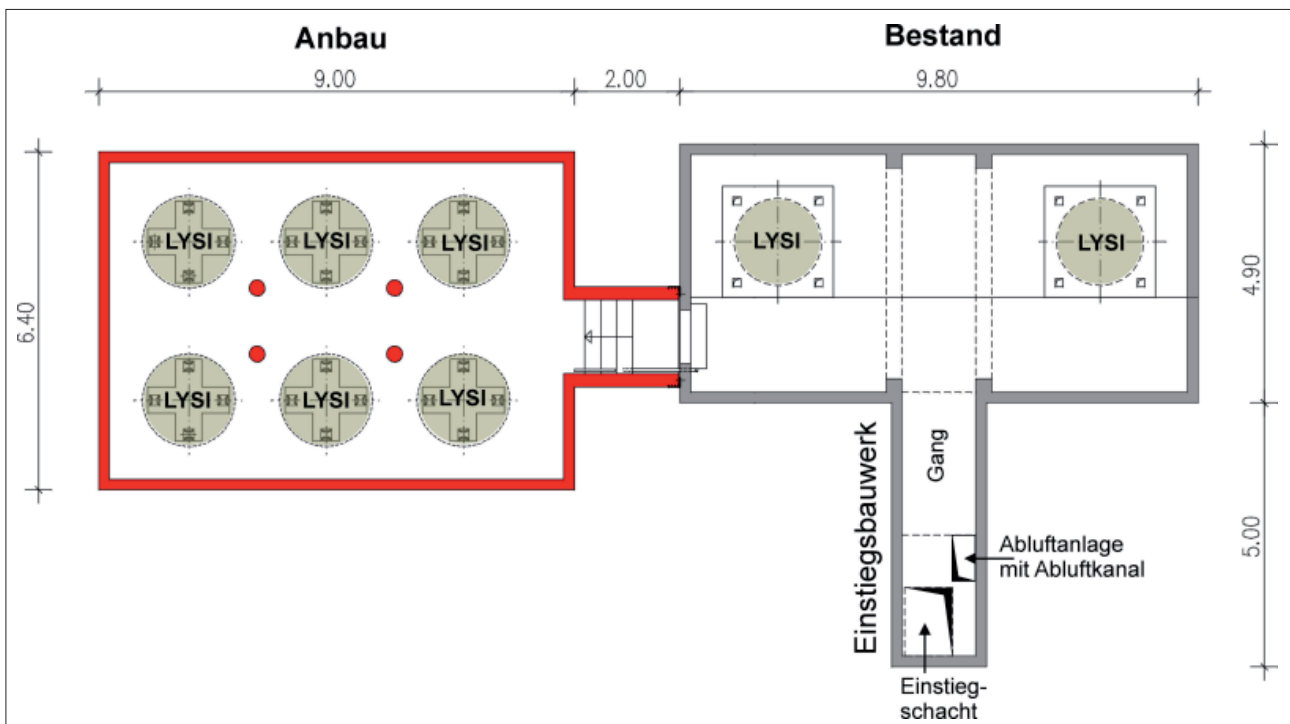 Anbau
Bestand
9.00
2.00
9.80
6.40
4.90
5.00
LYSI
LYSI
LYSI
LYSI
LYSI
LYSI
LYSI
LYSI
Einstiegsbauwerk
Gang
Abluftanlage
mit Abluftkanal
Einstieg-
schacht